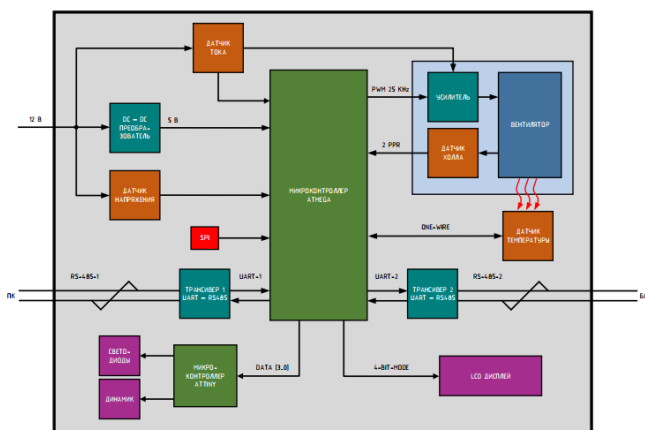 ДАТЧИК
ТОКА
12 В
DC – DC
ПРЕОБРА-
ЗОВАТЕЛЬ
5 В
ДАТЧИК
НАПРЯЖЕНИЯ
SPI
МИКРОКОНТРОЛЛЕР
ATMEGA
PWM 25 KHz
УСИЛИТЕЛЬ
ВЕНТИЛЯТОР
2 PPR
ДАТЧИК
ХОЛЛА
ONE-WIRE
ДАТЧИК
ТЕМПЕРАТУРЫ
ПК
RS-485-1
ТРАНСИВЕР 1
UART – RS485
UART-1
UART-2
ТРАНСИВЕР 2
UART – RS485
RS-485-2
СВЕТО-
ДИОДЫ
ДИНАМИК
МИКРО-
КОНТРОЛЛЕР
ATTINY
DATA [3..0]
4-BIT-MODE
LCD ДИСПЛЕЙ